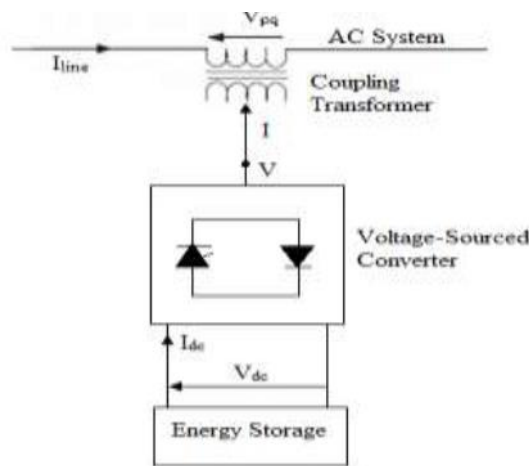 Vpq
AC System
Iline
Coupling
Transformer
I
V
Voltage-Sourced
Converter
Idc
Vdc
Energy Storage